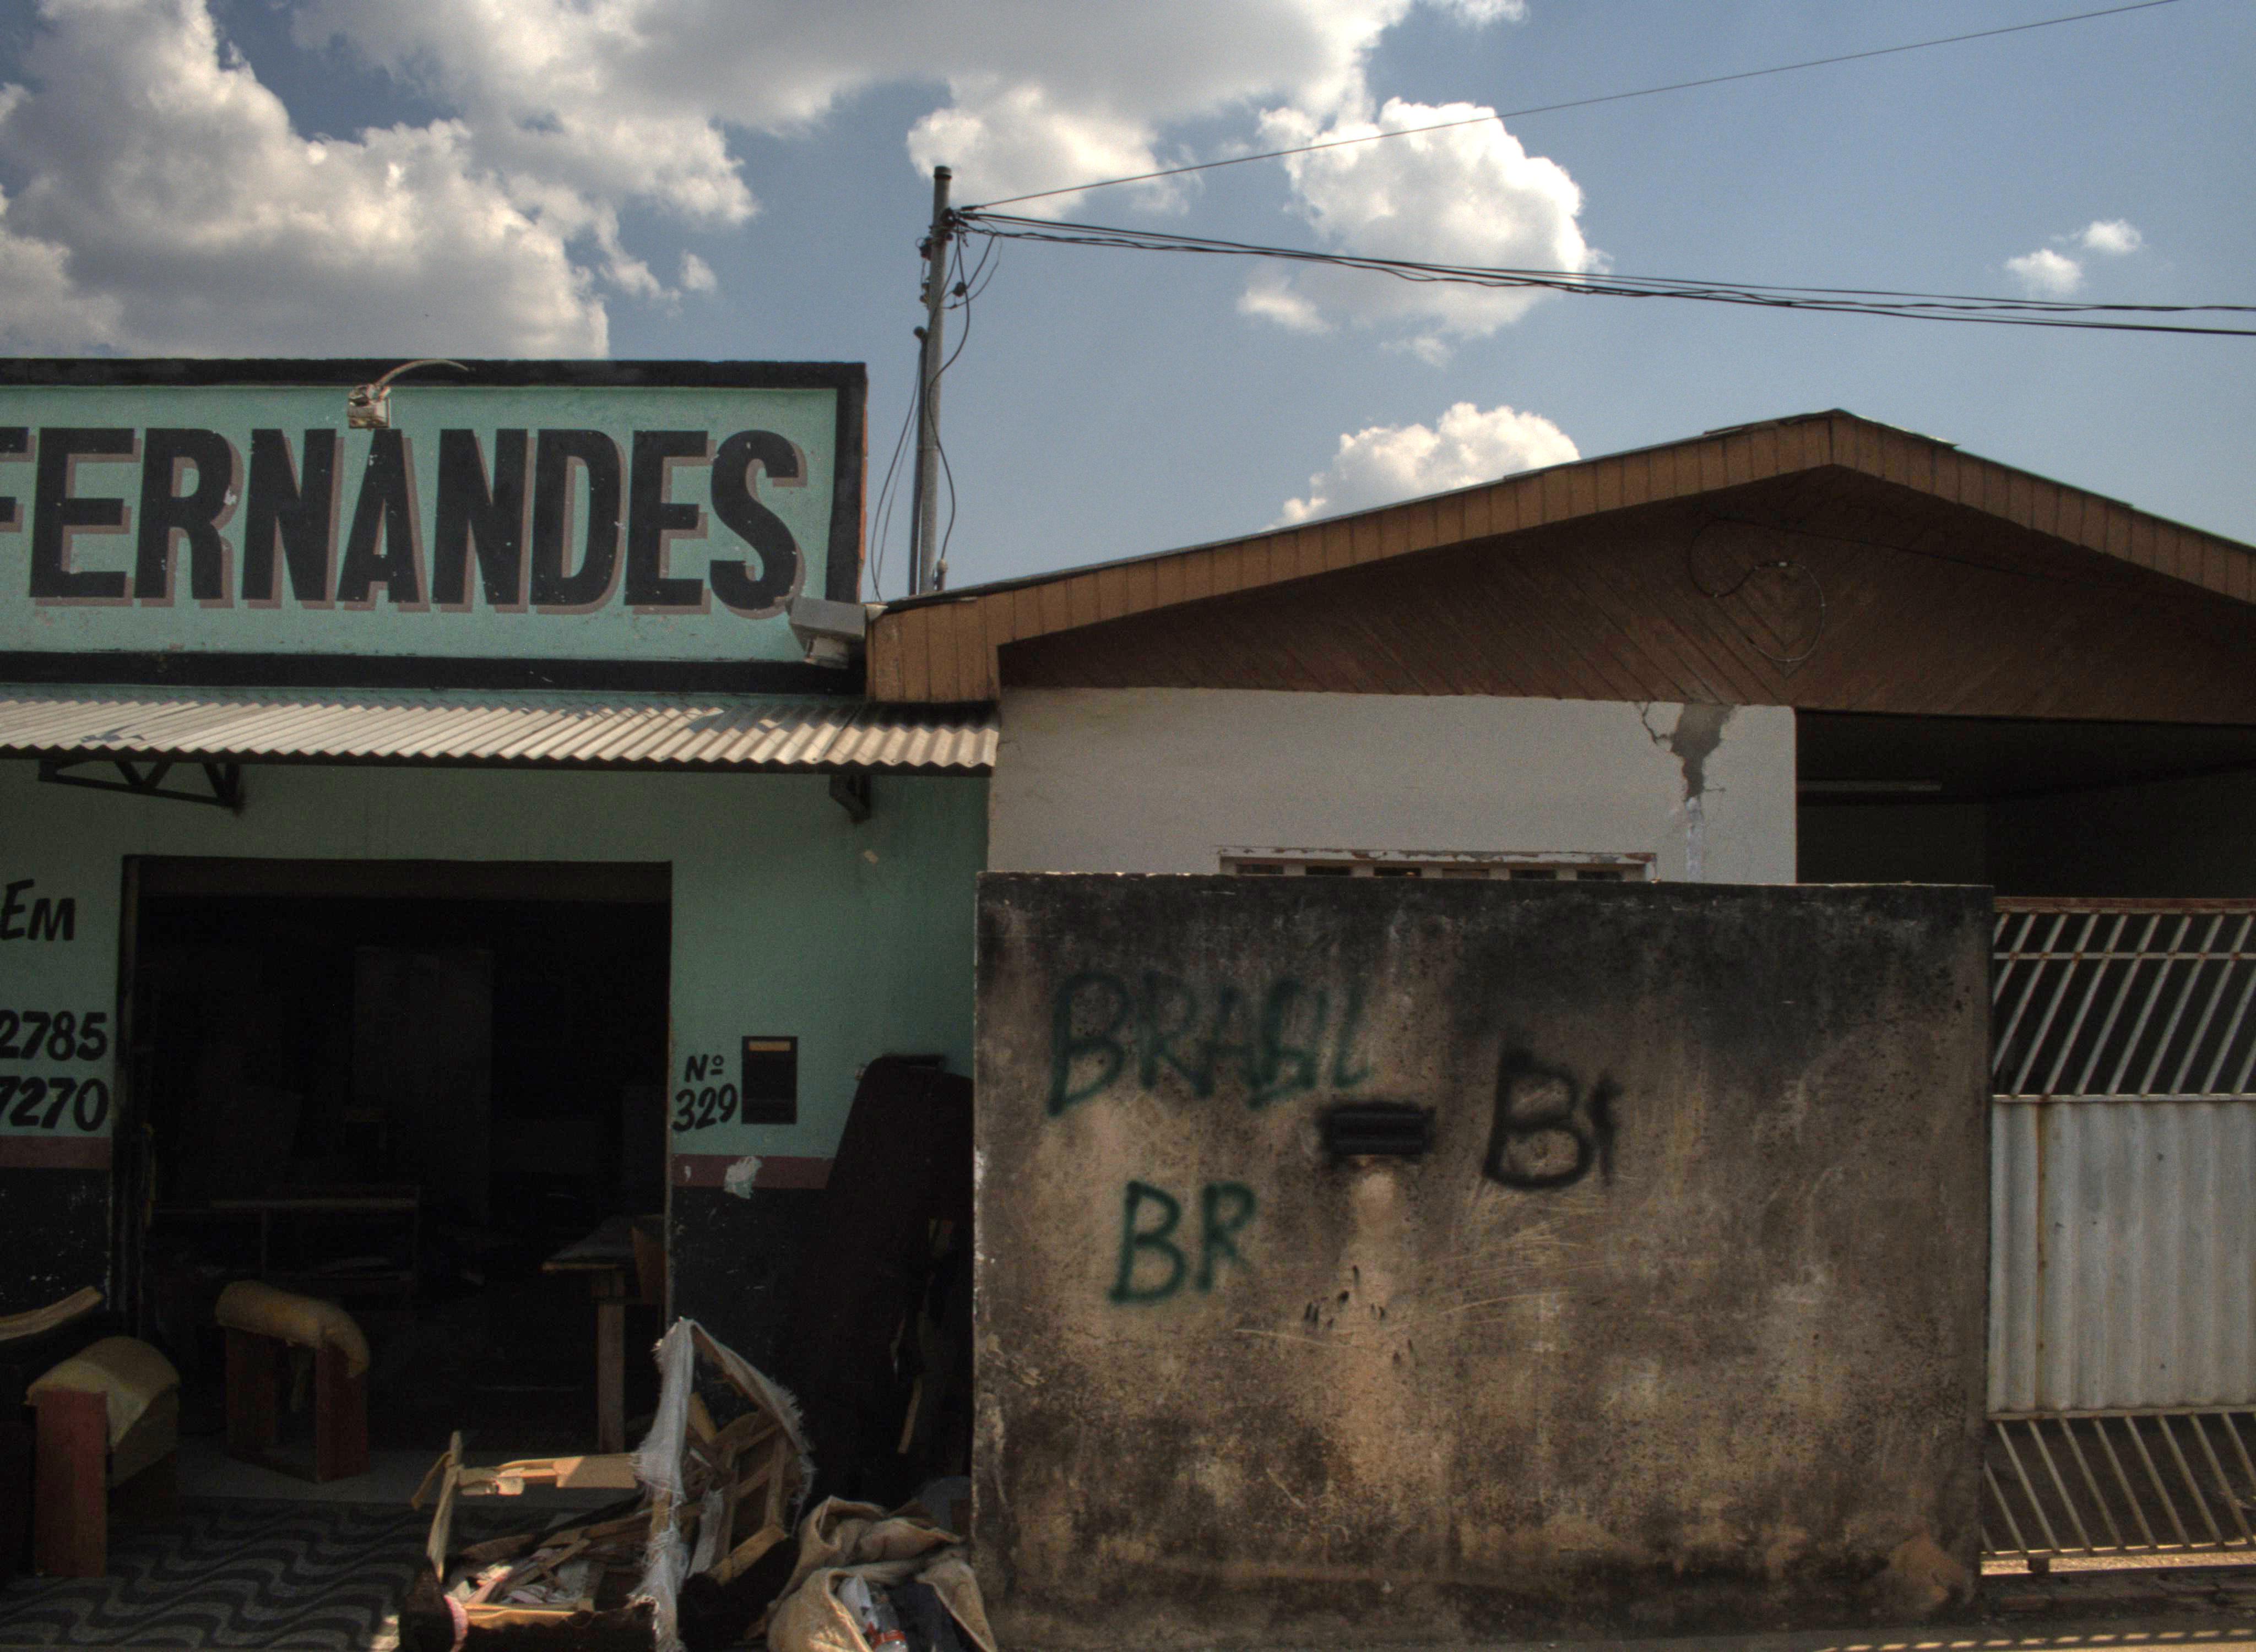 FERNANDES
EM
2785
7270
Nº
329
BRASIL
=
BR